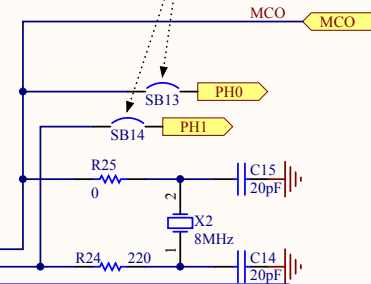 MCO
MCO
SB13
PH0
SB14
PH1
R25
0
C15
20pF
2
X2
8MHz
1
R24
220
C14
20pF